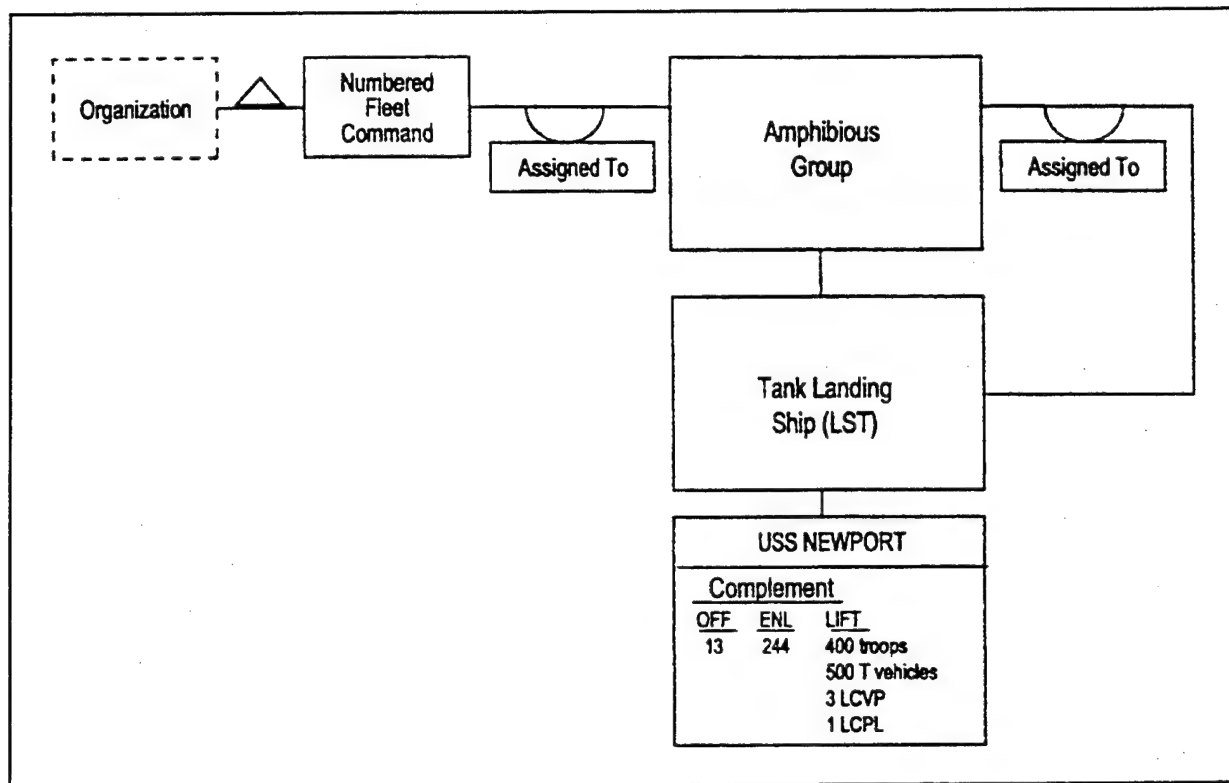 Organization
Numbered
Fleet
Command
Assigned To
Amphibious
Group
Assigned To
Tank Landing
Ship (LST)
USS NEWPORT
Complement
OFF ENL LIFT
13 244 400 troops
500 T vehicles
3 LCVP
1 LCPL